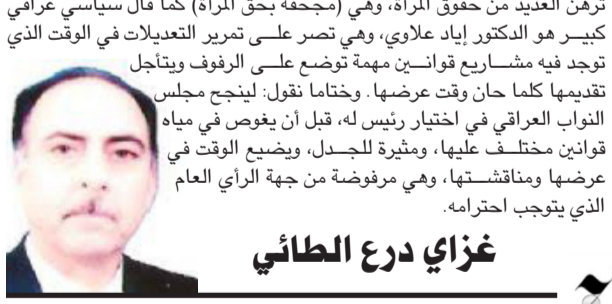 ترهن العديد من حقوق المرأة، وهي (مجحفة بحق المرأة) كما قال سياسي عراقي
كبير هو الدكتور إياد علاوي، وهي تصر على تمرير التعديلات في الوقت الذي
توجد فيه مشاريع قوانين مهمة توضع على الرفوف ويتأجل
تقديمها كلما حان وقت عرضها. وختاما نقول: لينجح مجلس
النواب العراقي في اختيار رئيس له، قبل أن يغوص في مياه
قوانين مختلف عليها، ومثيرة للجدل، ويضيع الوقت في
عرضها ومناقشتها، وهي مرفوضة من جهة الرأي العام
الذي يتوجب احترامه.
غزاي درع الطائي